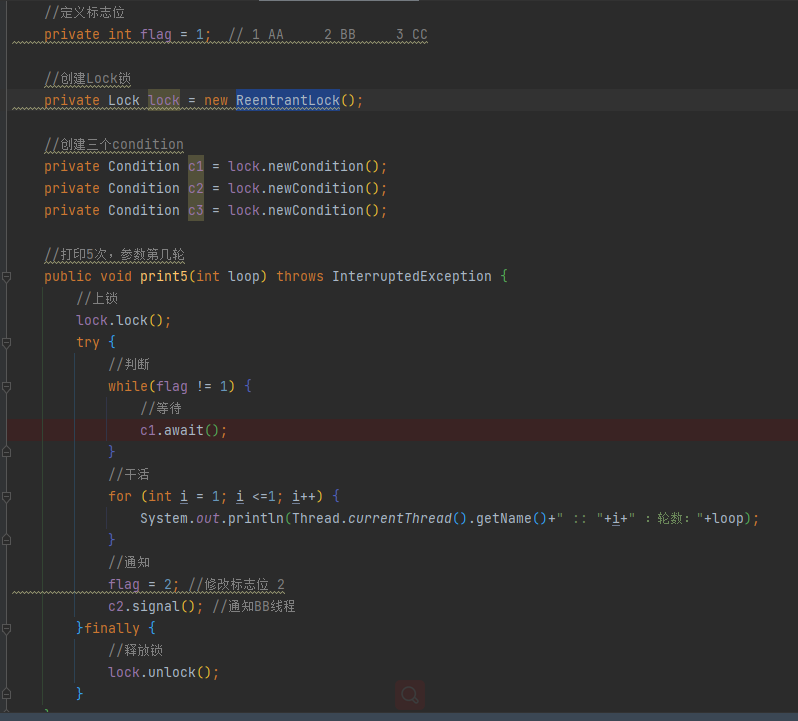 //定义标志位
private int flag = 1;  // 1 AA     2 BB     3 CC
//创建Lock锁
private Lock lock = new ReentrantLock();
//创建三个condition
private Condition c1 = lock.newCondition();
private Condition c2 = lock.newCondition();
private Condition c3 = lock.newCondition();
//打印5次，参数第几轮
public void print5(int loop) throws InterruptedException {
//上锁
lock.lock();
try {
//判断
while(flag != 1) {
//等待
c1.await();
}
//干活
for (int i = 1; i <=1; i++) {
System.out.println(Thread.currentThread().getName()+" :: "+i+" ：轮数："+loop);
}
//通知
flag = 2; //修改标志位 2
c2.signal(); //通知BB线程
}finally {
//释放锁
lock.unlock();
}